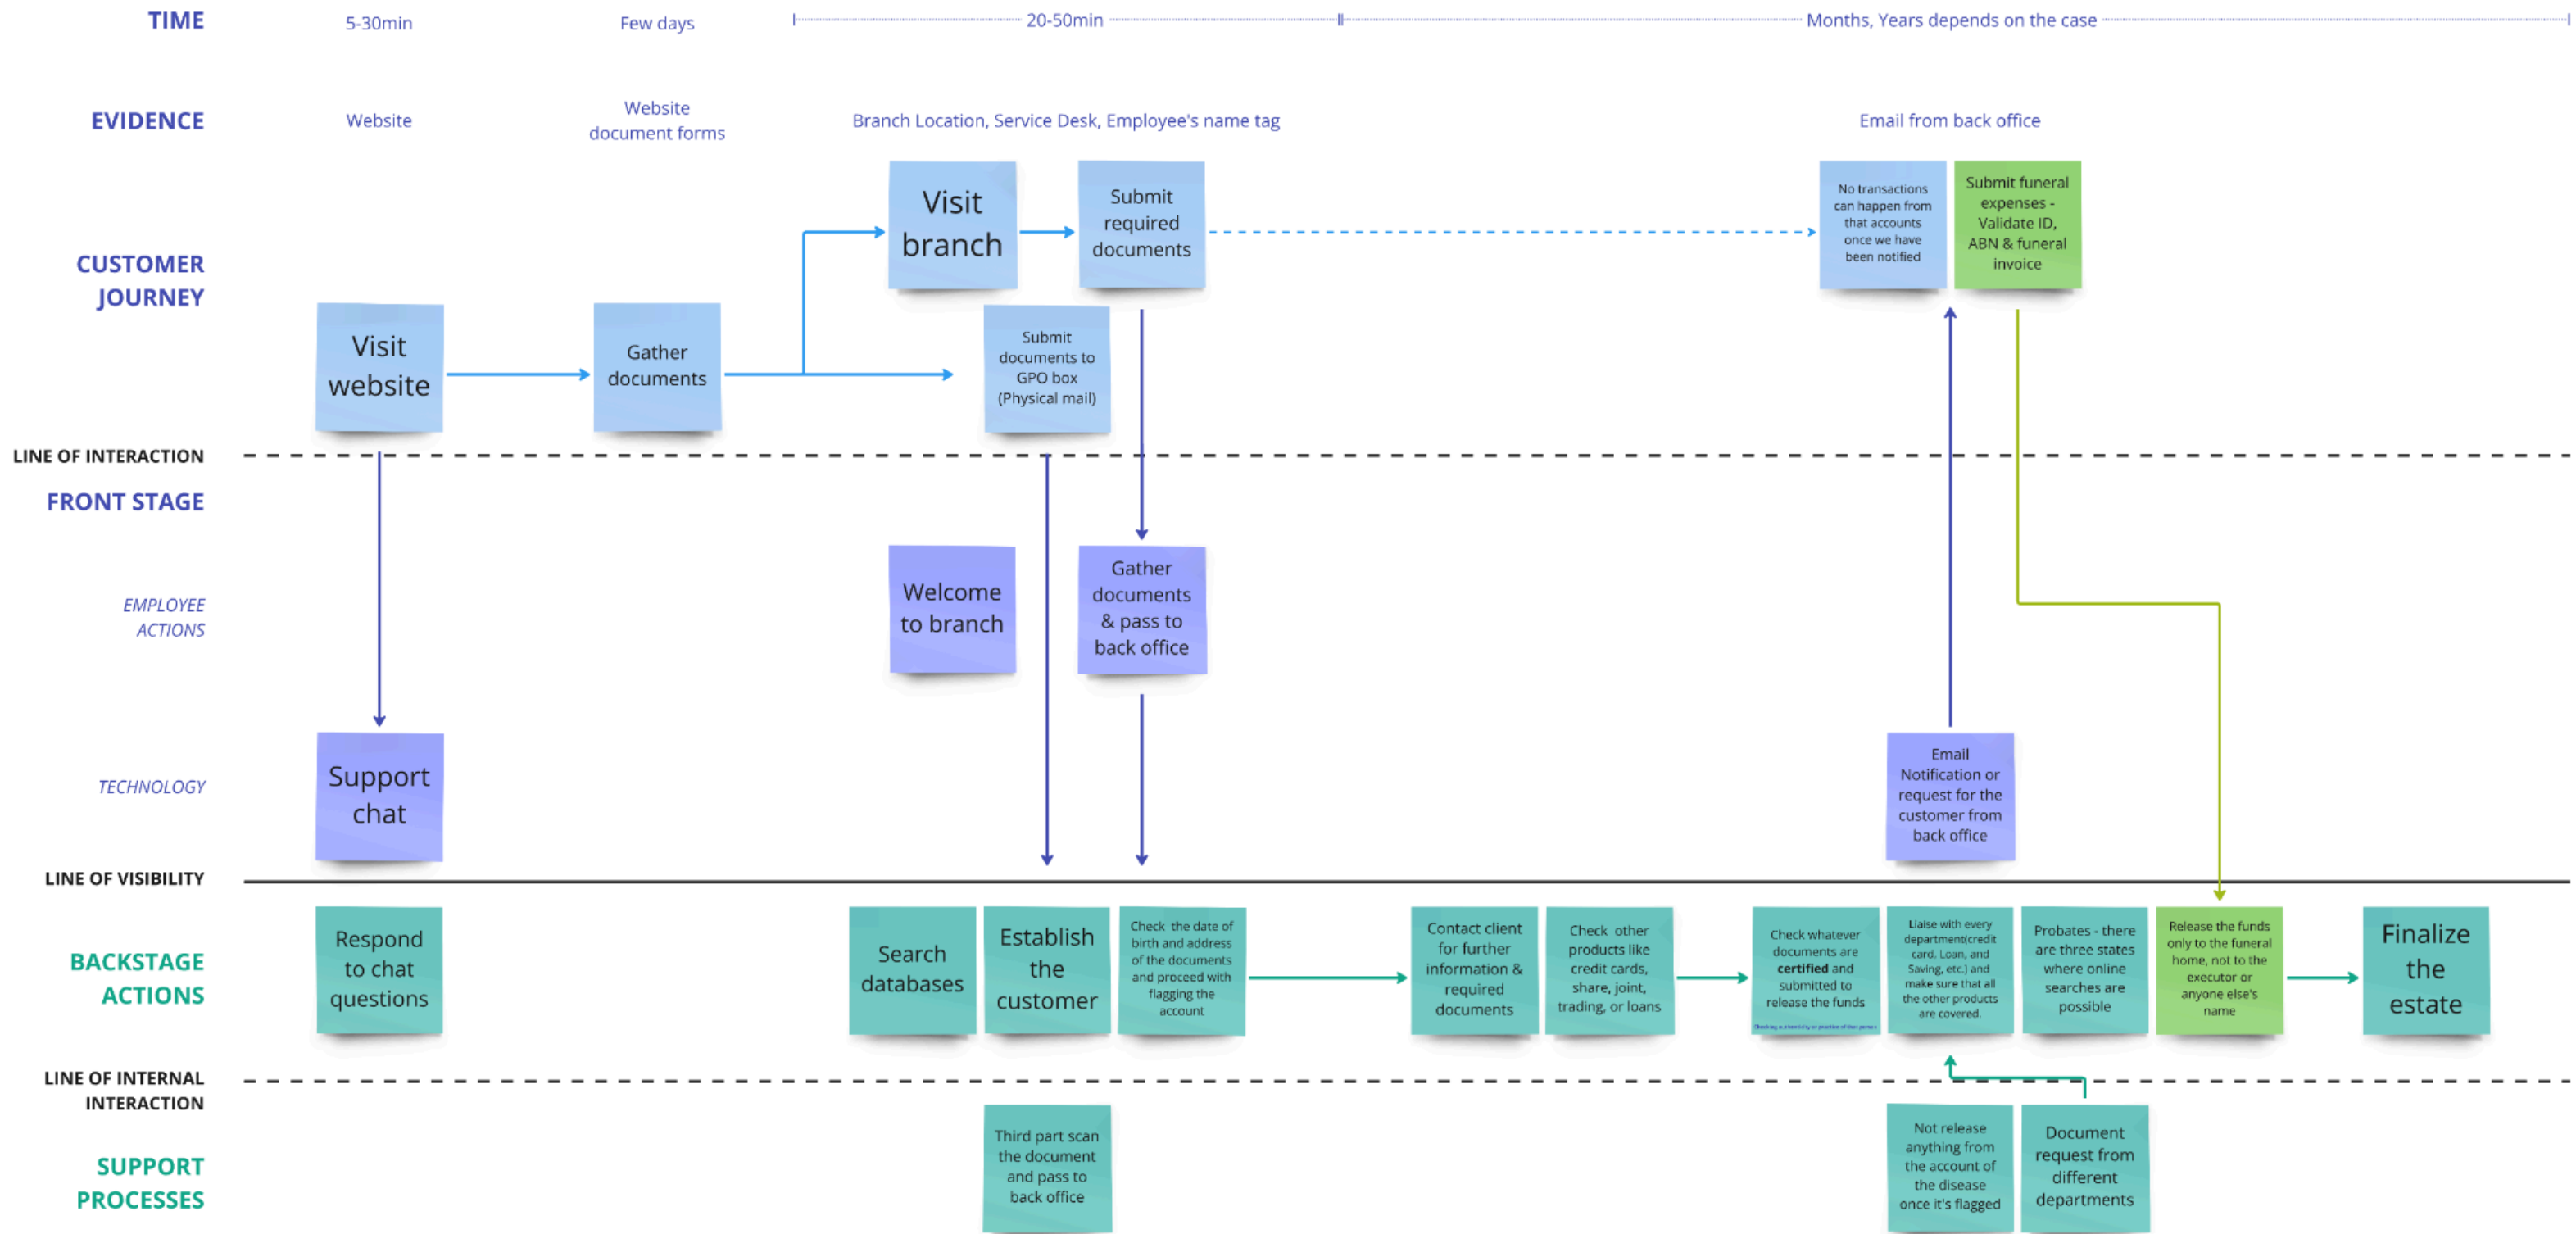 TIME
5-30min
Few days
20-50min
Months, Years depends on the case
EVIDENCE
Website
Website
document forms
Branch Location, Service Desk, Employee's name tag
Email from back office
CUSTOMER
JOURNEY
Visit
website
Gather
documents
Visit
branch
Submit
required
documents
Submit
documents to
GPO box
(Physical mail)
No transactions
can happen from
that accounts
once we have
been notified
Submit funeral
expenses -
Validate ID,
ABN & funeral
invoice
LINE OF INTERACTION
FRONT STAGE
EMPLOYEE
ACTIONS
Welcome
to branch
Gather
documents
& pass to
back office
TECHNOLOGY
Support
chat
Email
Notification or
request for the
customer from
back office
LINE OF VISIBILITY
BACKSTAGE
ACTIONS
Respond
to chat
questions
Search
databases
Establish
the
customer
Check the date of
birth and address
of the documents
and proceed with
flagging the
account
Contact client
for further
information &
required
documents
Check other
products like
credit cards,
share, joint,
trading, or loans
Check whatever
documents are
certified and
submitted to
release the funds
Liaise with every
department(credit
card, Loan, and
Saving, etc.) and
make sure that all
the other products
are covered.
Probates - there
are three states
where online
searches are
possible
Release the funds
only to the funeral
home, not to the
executor or
anyone else's
name
Finalize
the
estate
LINE OF INTERNAL
INTERACTION
SUPPORT
PROCESSES
Third part scan
the document
and pass to
back office
Not release
anything from
the account of
the disease
once it's flagged
Document
request from
different
departments